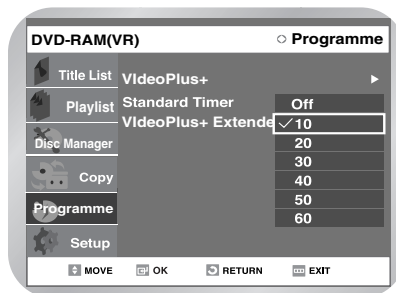 DVD-RAM(VR) Programme
Title List VIdeoPlus+ ►
Playlist Standard Timer Off
VIdeoPlus+ Extende ✓10
Disc Manager 20
30
Copy 40
50
Programme 60
Setup
MOVE OK RETURN EXIT